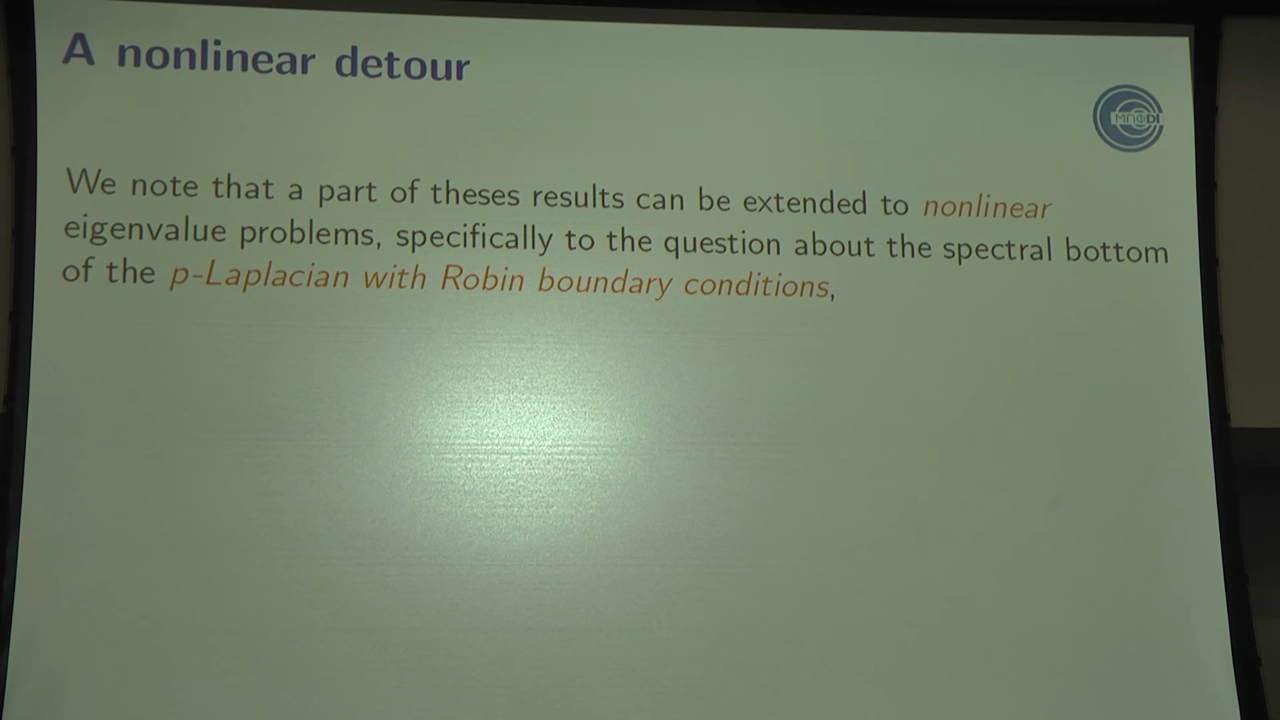 A nonlinear detour
We note that a part of theses results can be extended to nonlinear
eigenvalue problems, specifically to the question about the spectral bottom
of the p-Laplacian with Robin boundary conditions,